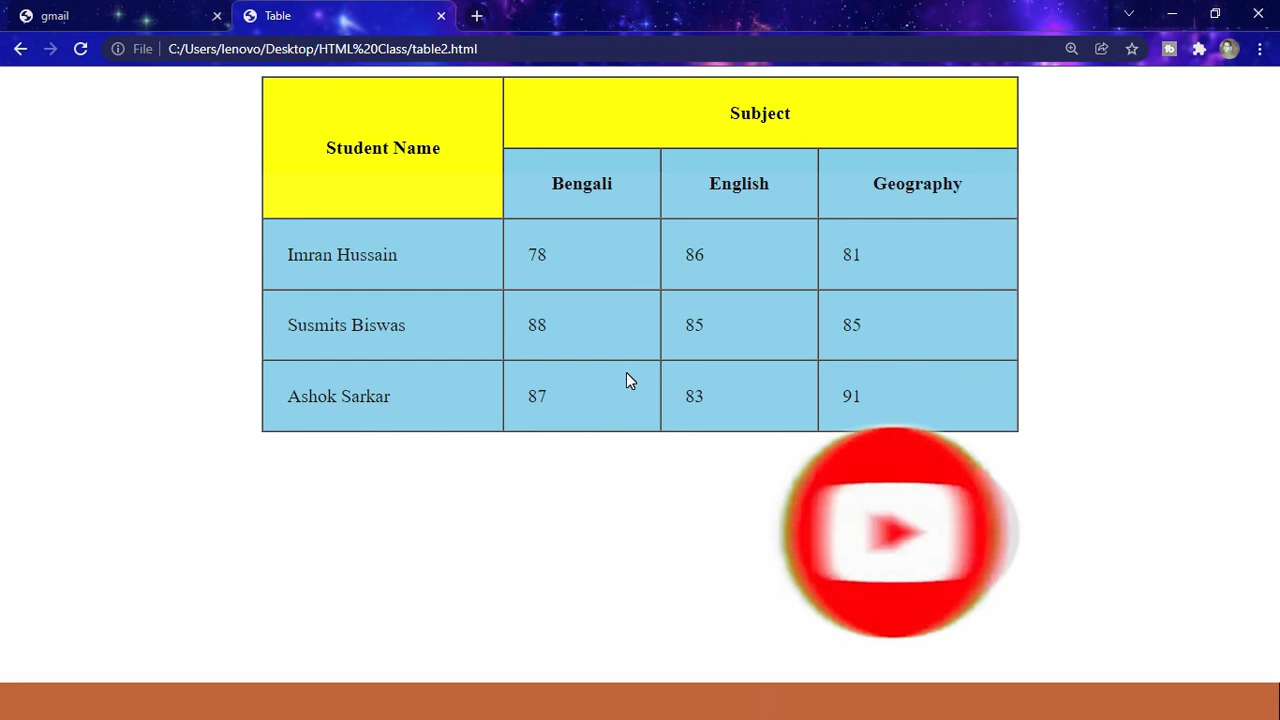 gmail
Table
File
C:/Users/lenovo/Desktop/HTML%20Class/table2.html
Student Name
Subject
Bengali English Geography
Imran Hussain 78 86 81
Susmits Biswas 88 85 85
Ashok Sarkar 87 83 91